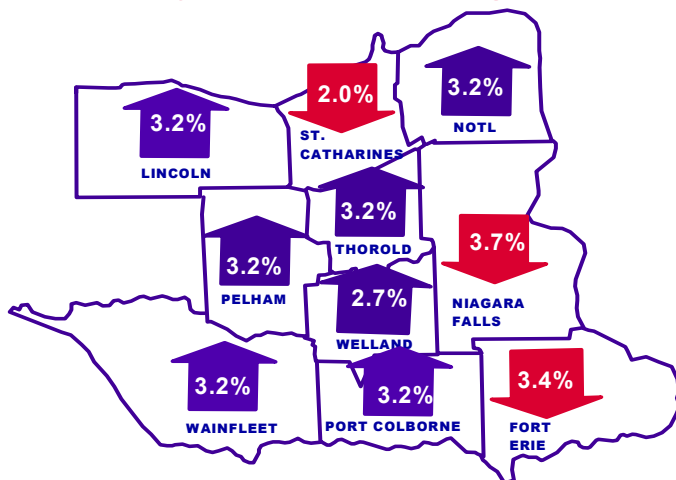 3.2%
LINCOLN
2.0%
ST.
CATHARINES
3.2%
NOTL
3.2%
THOROLD
3.2%
PELHAM
3.7%
NIAGARA
FALLS
2.7%
WELLAND
3.2%
WAINFLEET
3.2%
PORT COLBORNE
3.4%
FORT
ERIE